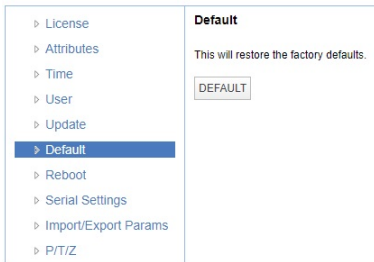 License
Attributes
Time
User
Update
Default
Reboot
Serial Settings
Import/Export Params
P/T/Z
Default
This will restore the factory defaults.
DEFAULT